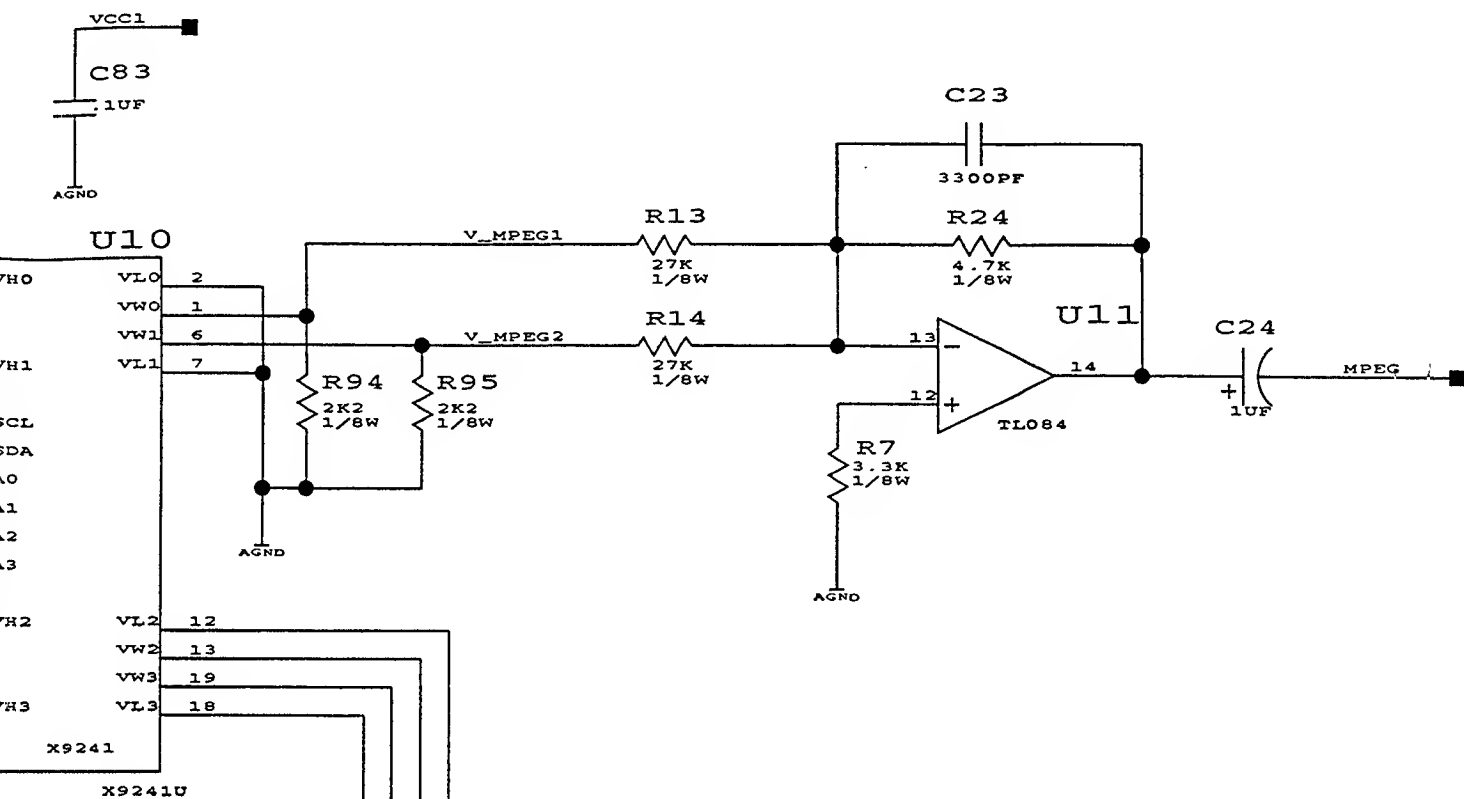 VCC1
C83
.1UF
AGND
C23
3300PF
U10
R13
27K
1/8W
R24
4.7K
1/8W
V_MPEG1
VH0
VL0 2
VW0 1
VW1 6
VH1
VL1 7
V_MPEG2
R14
27K
1/8W
U11
13
12
14
TL084
C24
1UF
MPEG
R94
2K2
1/8W
R95
2K2
1/8W
R7
3.3K
1/8W
SCL
SDA
A0
A1
A2
A3
AGND
AGND
VH2
VL2 12
VW2 13
VW3 19
VH3
VL3 18
X9241
X9241U